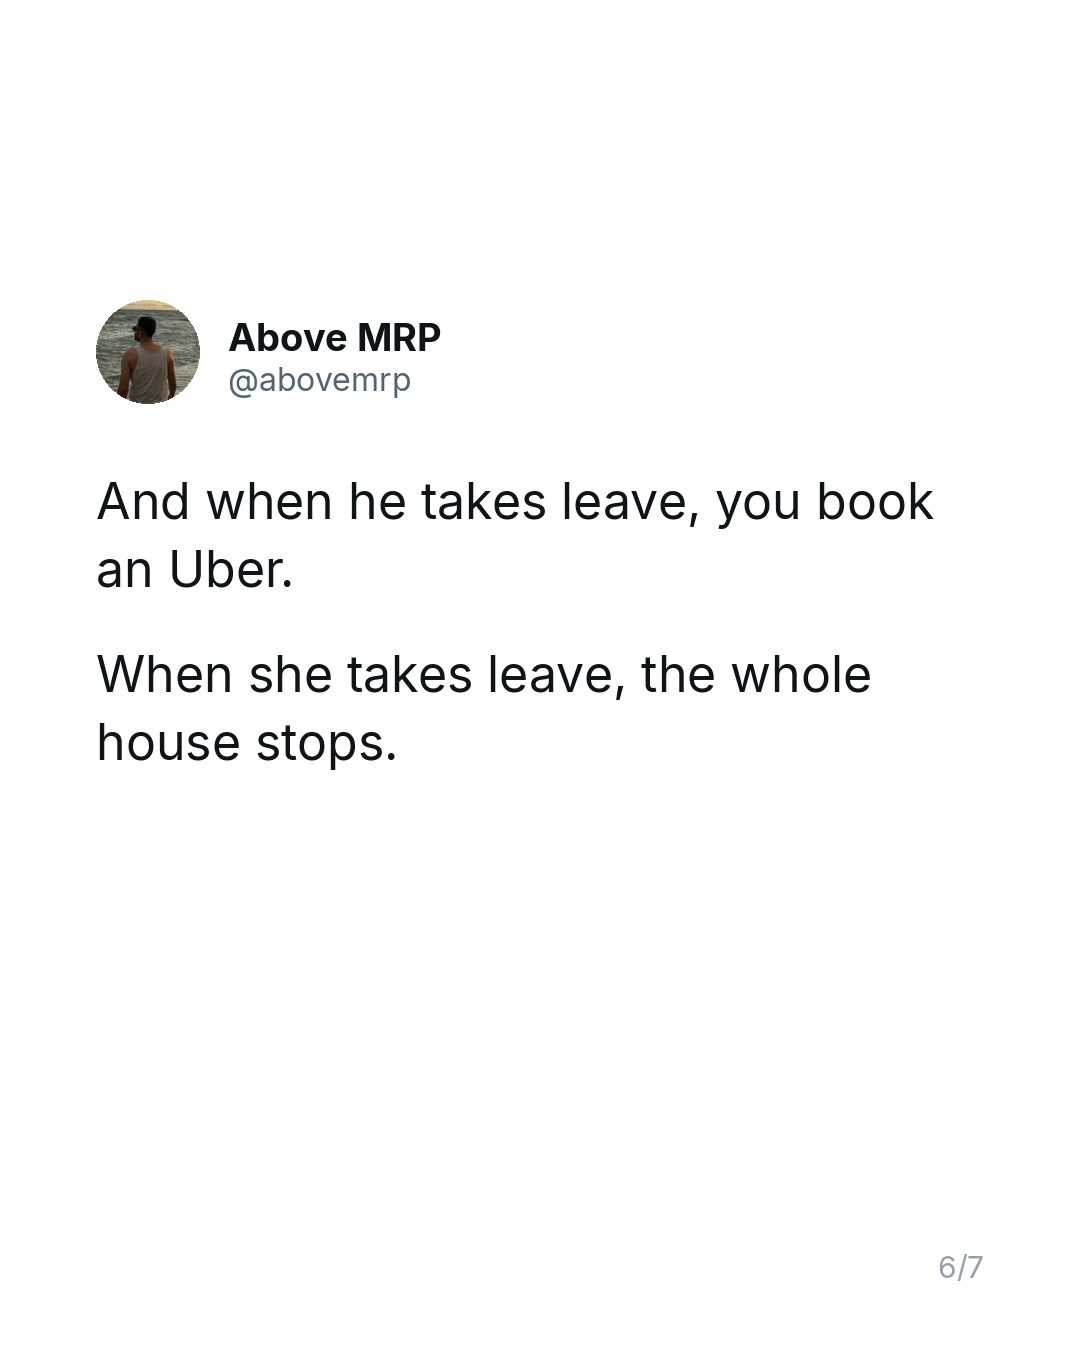 Above MRP
@abovemrp
And when he takes leave, you book
an Uber.
When she takes leave, the whole
house stops.
6/7